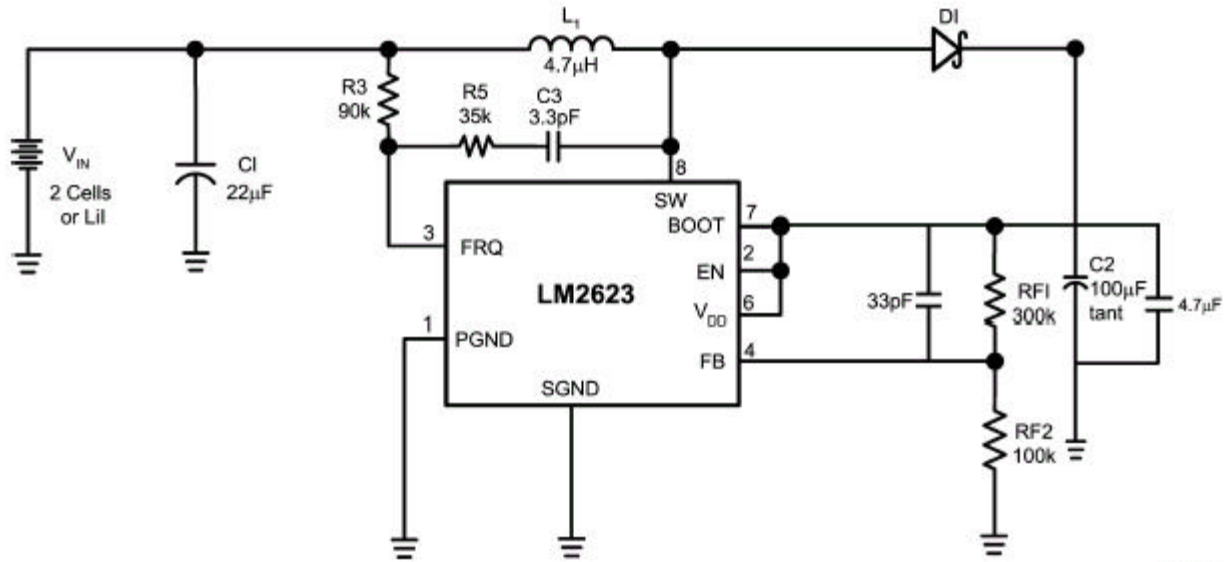 L₁
4.7μH
DI
R3
90k
R5
35k
C3
3.3pF
V_IN
2 Cells
or LiI
CI
22μF
8
SW
BOOT
7
3
FRQ
EN
2
LM2623
V_DD
6
1
PGND
FB
4
SGND
33pF
RFI
300k
C2
100μF
tant
4.7μF
RF2
100k